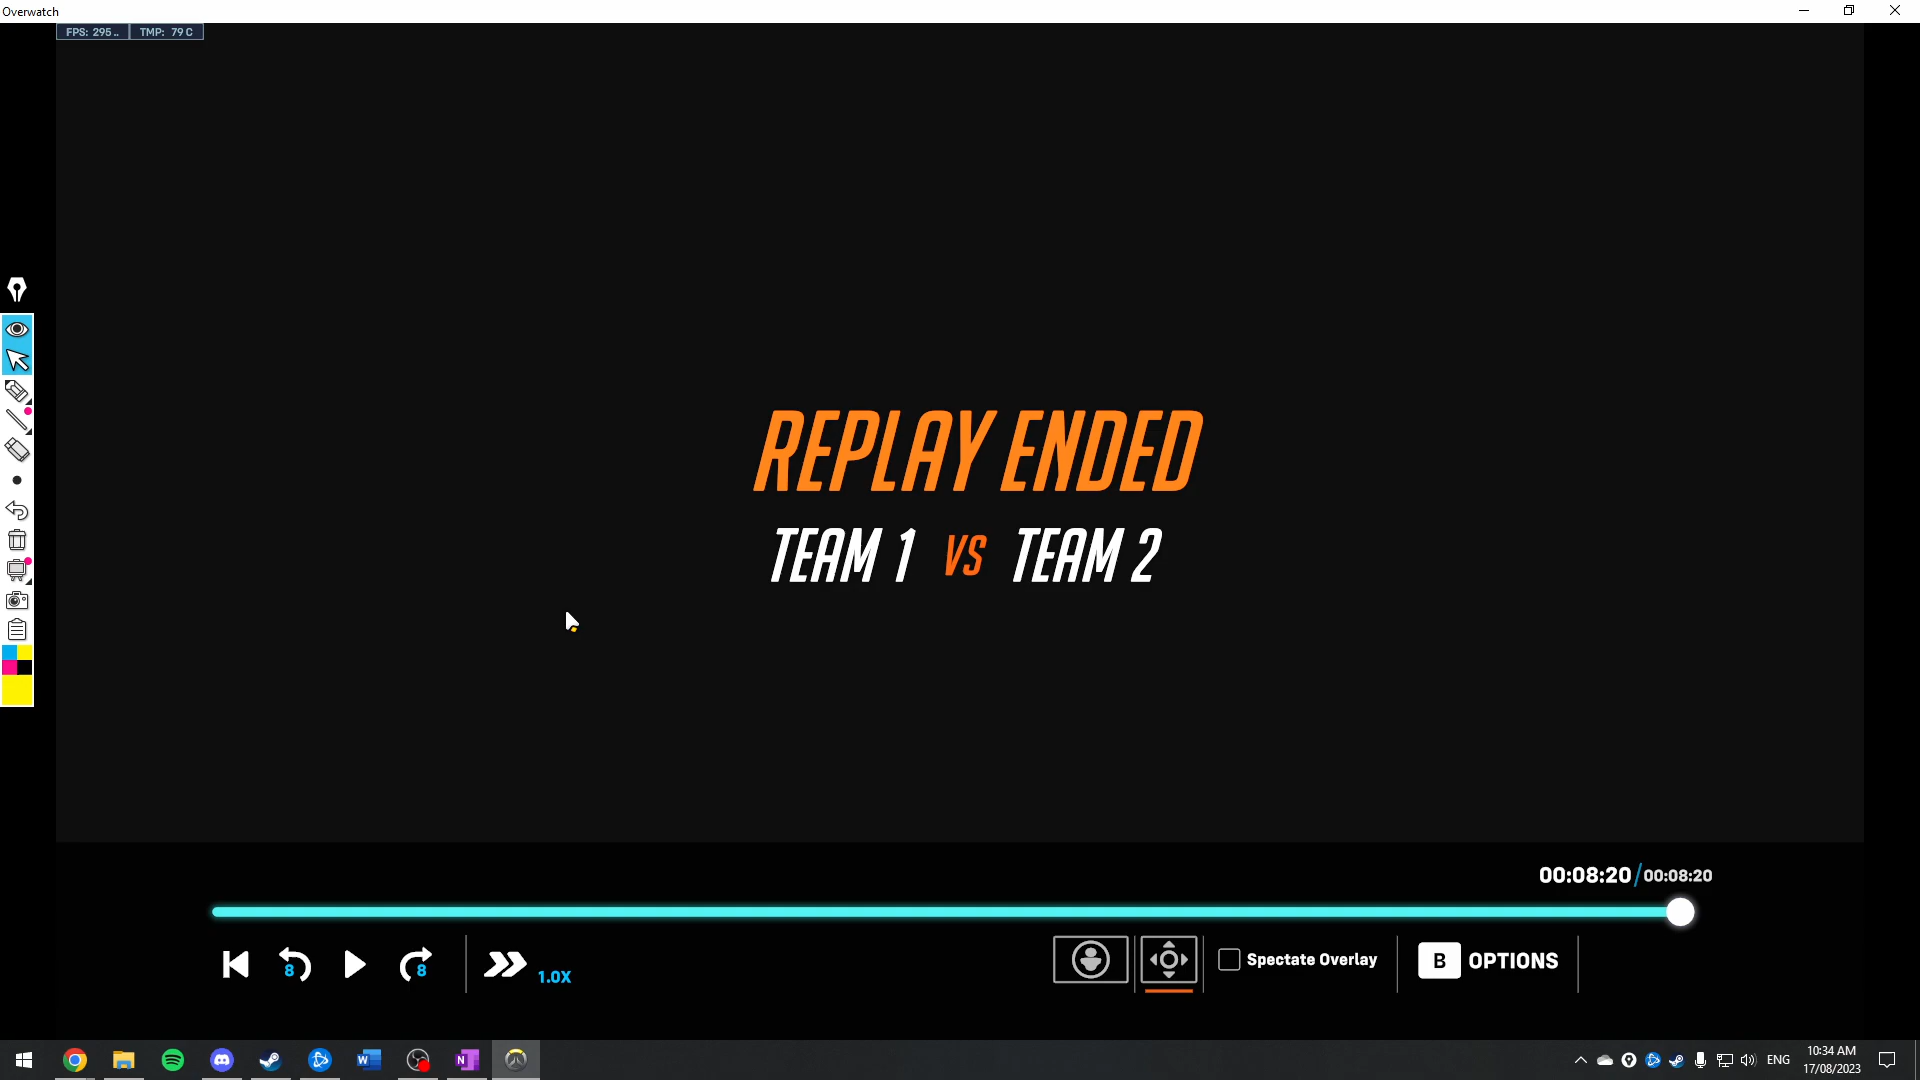 Overwatch
FPS: 295 ..
TMP: 79 C
REPLAY ENDED
TEAM 1 VS TEAM 2
00:08:20/00:08:20
8
8
1.0X
Spectate Overlay
B OPTIONS
ENG
10:34 AM
17/08/2023